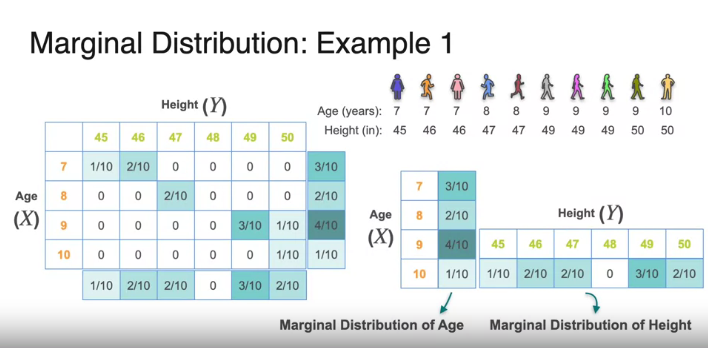 Marginal Distribution: Example 1
Age (years): 7 7 7 8 8 9 9 9 9 10
Height (in): 45 46 46 47 47 49 49 49 50 50
Height (Y)
45 46 47 48 49 50
Age
(X)
7 1/10 2/10 0 0 0 0 3/10
8 0 0 2/10 0 0 0 2/10
9 0 0 0 0 3/10 1/10 4/10
10 0 0 0 0 0 1/10 1/10
1/10 2/10 2/10 0 3/10 2/10
Age
(X)
7 3/10
8 2/10
9 4/10
10 1/10
Height (Y)
45 46 47 48 49 50
1/10 2/10 2/10 0 3/10 2/10
Marginal Distribution of Age
Marginal Distribution of Height